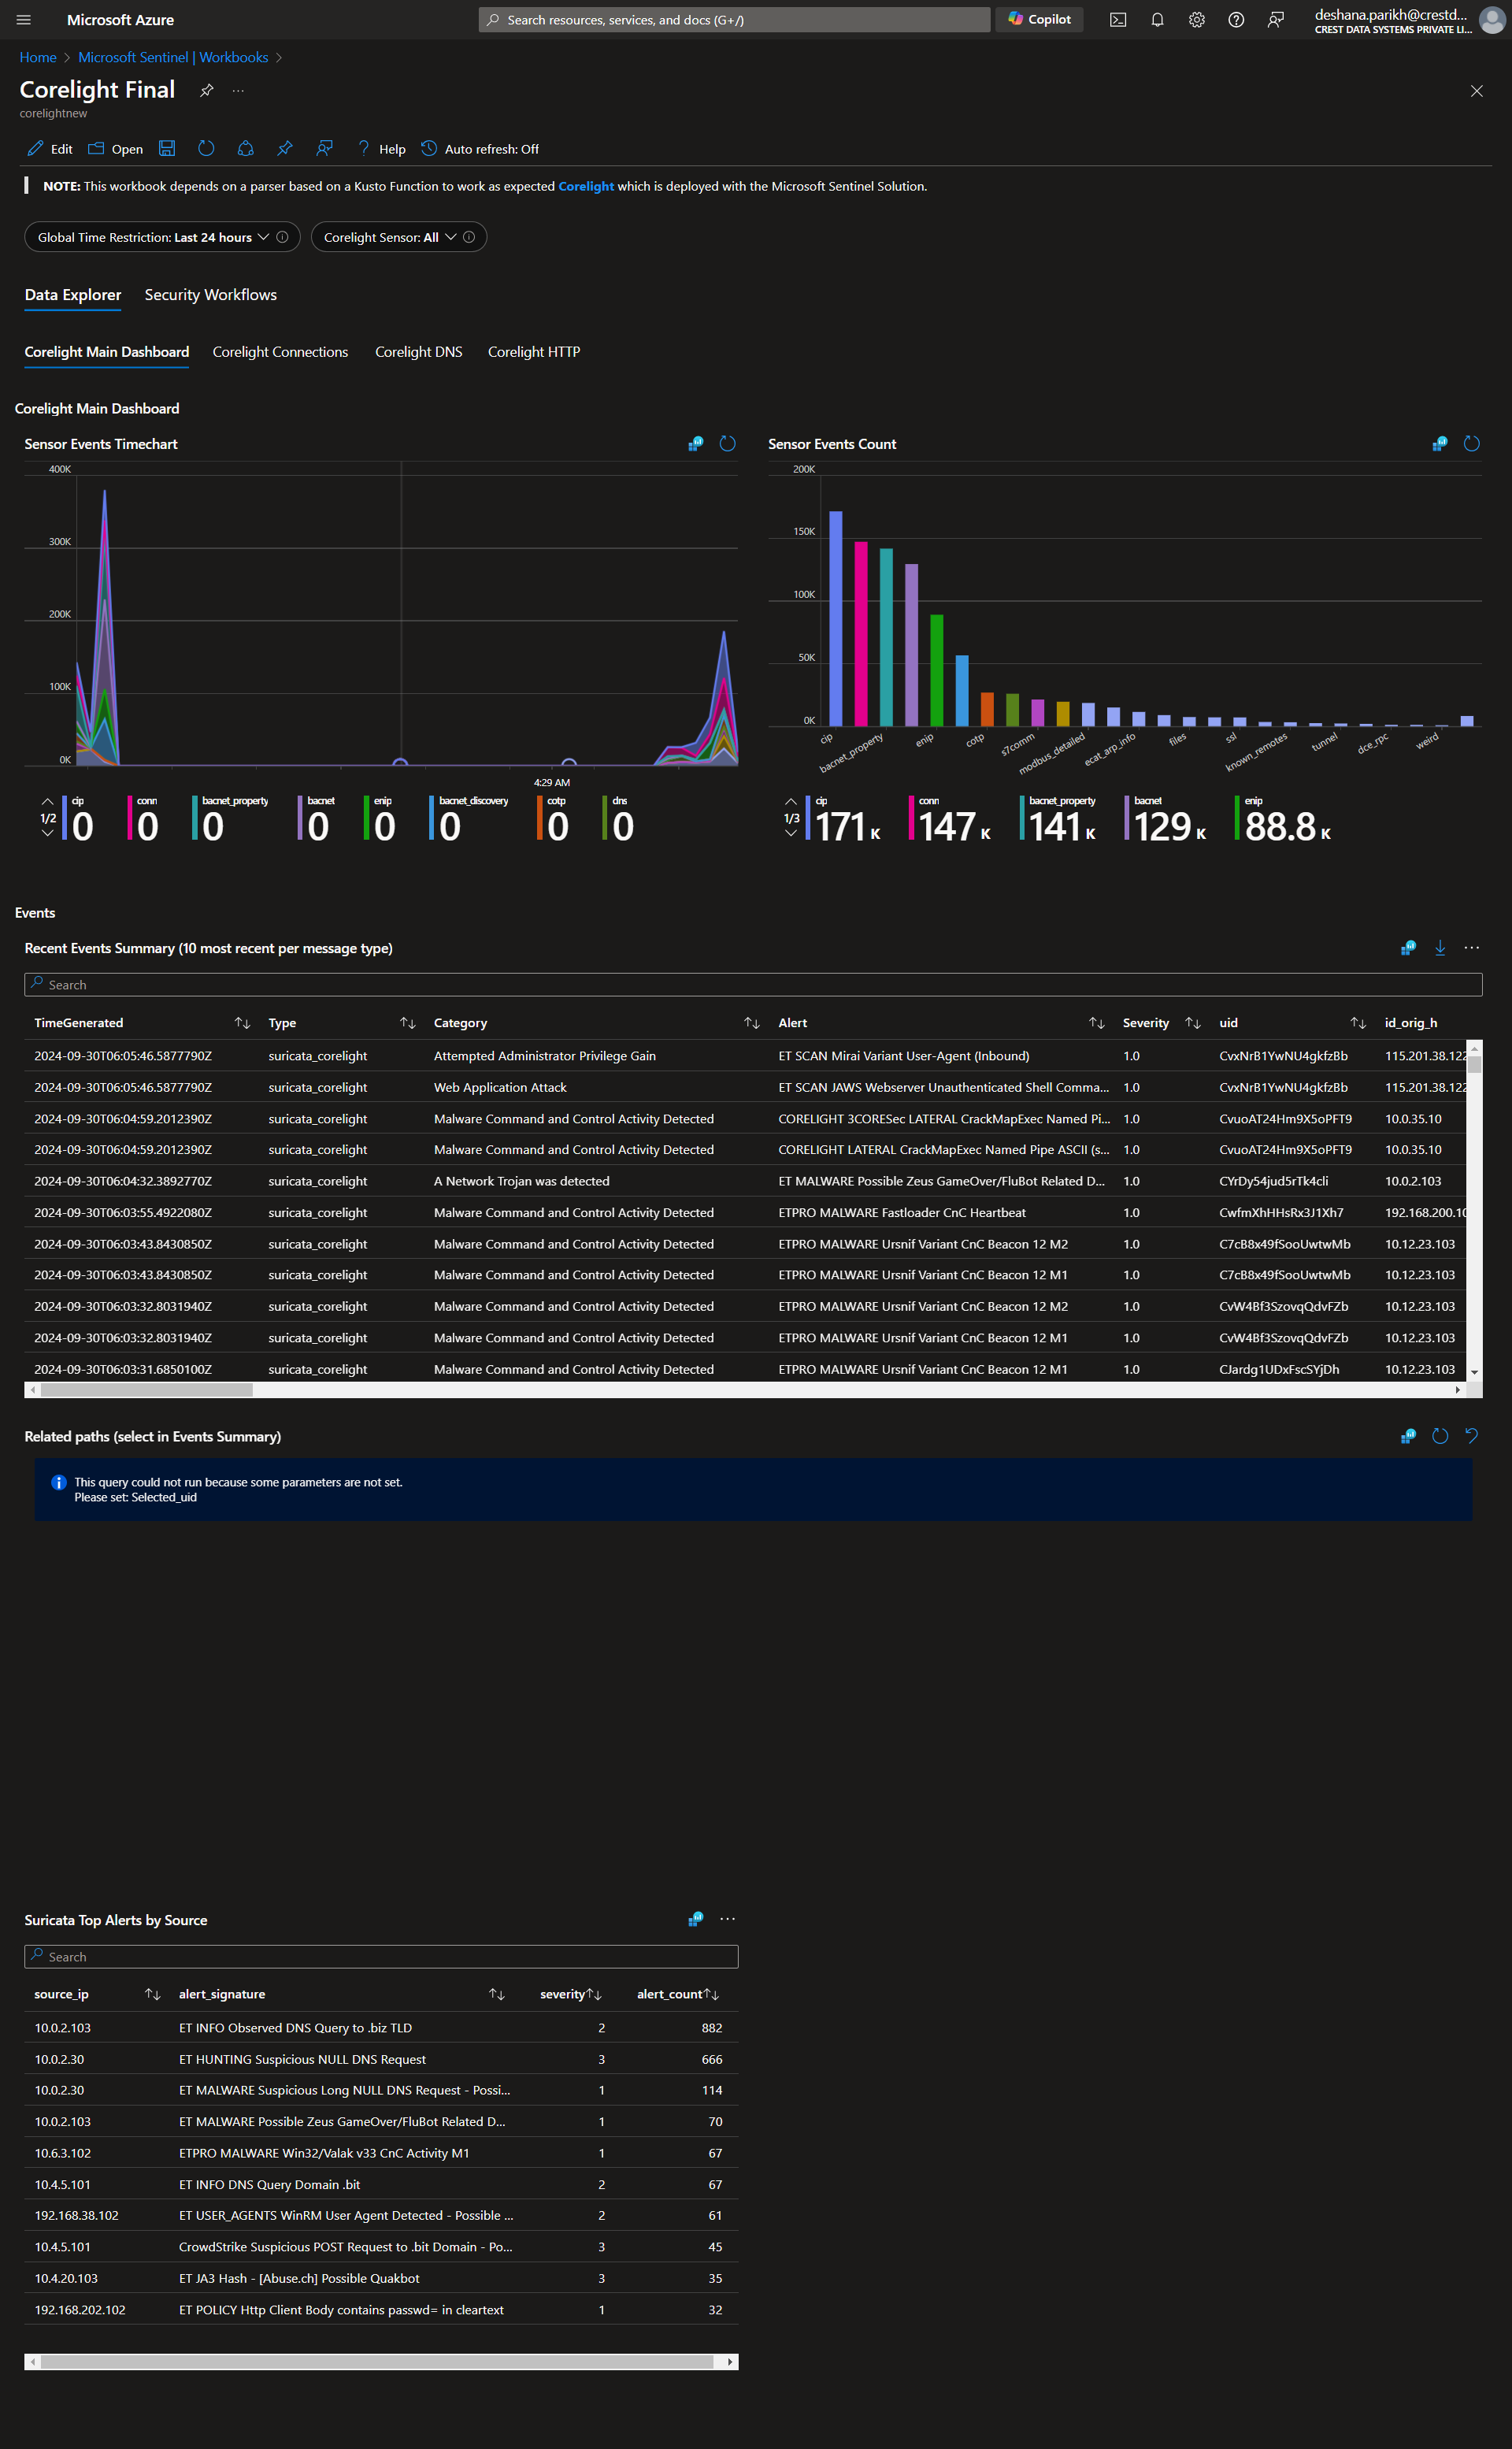 Microsoft Azure
Search resources, services, and docs (G+/)
Copilot
deshana.parikh@crestd...
CREST DATA SYSTEMS PRIVATE LI...
Home > Microsoft Sentinel | Workbooks >
Corelight Final
corelightnew
Edit Open Help Auto refresh: Off
NOTE: This workbook depends on a parser based on a Kusto Function to work as expected Corelight which is deployed with the Microsoft Sentinel Solution.
Global Time Restriction: Last 24 hours Corelight Sensor: All
Data Explorer Security Workflows
Corelight Main Dashboard Corelight Connections Corelight DNS Corelight HTTP
Corelight Main Dashboard
Sensor Events Timechart
400K
300K
200K
100K
0K
4:29 AM
1/2
cip 0
conn 0
bacnet_property 0
bacnet 0
enip 0
bacnet_discovery 0
cotp 0
dns 0
Sensor Events Count
200K
150K
100K
50K
0K
cip bacnet_property enip cotp s7comm modbus_detailed ecat_arp_info files ssl known_remotes tunnel dce_rpc weird
1/3
cip 171 K
conn 147 K
bacnet_property 141 K
bacnet 129 K
enip 88.8 K
Events
Recent Events Summary (10 most recent per message type)
Search
TimeGenerated Type Category Alert Severity uid id_orig_h
2024-09-30T06:05:46.5877790Z suricata_corelight Attempted Administrator Privilege Gain ET SCAN Mirai Variant User-Agent (Inbound) 1.0 CvxNrB1YwNU4gkfzBb 115.201.38.122
2024-09-30T06:05:46.5877790Z suricata_corelight Web Application Attack ET SCAN JAWS Webserver Unauthenticated Shell Comma... 1.0 CvxNrB1YwNU4gkfzBb 115.201.38.122
2024-09-30T06:04:59.2012390Z suricata_corelight Malware Command and Control Activity Detected CORELIGHT 3CORESec LATERAL CrackMapExec Named Pi... 1.0 CvuoAT24Hm9X5oPFT9 10.0.35.10
2024-09-30T06:04:59.2012390Z suricata_corelight Malware Command and Control Activity Detected CORELIGHT LATERAL CrackMapExec Named Pipe ASCII (s... 1.0 CvuoAT24Hm9X5oPFT9 10.0.35.10
2024-09-30T06:04:32.3892770Z suricata_corelight A Network Trojan was detected ET MALWARE Possible Zeus GameOver/FluBot Related D... 1.0 CYrDy54jud5rTk4cli 10.0.2.103
2024-09-30T06:03:55.4922080Z suricata_corelight Malware Command and Control Activity Detected ETPRO MALWARE Fastloader CnC Heartbeat 1.0 CwfmXhHHsRx3J1Xh7 192.168.200.10
2024-09-30T06:03:43.8430850Z suricata_corelight Malware Command and Control Activity Detected ETPRO MALWARE Ursnif Variant CnC Beacon 12 M2 1.0 C7cB8x49fSooUwtwMb 10.12.23.103
2024-09-30T06:03:43.8430850Z suricata_corelight Malware Command and Control Activity Detected ETPRO MALWARE Ursnif Variant CnC Beacon 12 M1 1.0 C7cB8x49fSooUwtwMb 10.12.23.103
2024-09-30T06:03:32.8031940Z suricata_corelight Malware Command and Control Activity Detected ETPRO MALWARE Ursnif Variant CnC Beacon 12 M2 1.0 CvW4Bf3SzovqQdvFZb 10.12.23.103
2024-09-30T06:03:32.8031940Z suricata_corelight Malware Command and Control Activity Detected ETPRO MALWARE Ursnif Variant CnC Beacon 12 M1 1.0 CvW4Bf3SzovqQdvFZb 10.12.23.103
2024-09-30T06:03:31.6850100Z suricata_corelight Malware Command and Control Activity Detected ETPRO MALWARE Ursnif Variant CnC Beacon 12 M1 1.0 CJardg1UDxFscSYjDh 10.12.23.103
Related paths (select in Events Summary)
This query could not run because some parameters are not set.
Please set: Selected_uid
Suricata Top Alerts by Source
Search
source_ip alert_signature severity alert_count
10.0.2.103 ET INFO Observed DNS Query to .biz TLD 2 882
10.0.2.30 ET HUNTING Suspicious NULL DNS Request 3 666
10.0.2.30 ET MALWARE Suspicious Long NULL DNS Request - Possi... 1 114
10.0.2.103 ET MALWARE Possible Zeus GameOver/FluBot Related D... 1 70
10.6.3.102 ETPRO MALWARE Win32/Valak v33 CnC Activity M1 1 67
10.4.5.101 ET INFO DNS Query Domain .bit 2 67
192.168.38.102 ET USER_AGENTS WinRM User Agent Detected - Possible ... 2 61
10.4.5.101 CrowdStrike Suspicious POST Request to .bit Domain - Po... 3 45
10.4.20.103 ET JA3 Hash - [Abuse.ch] Possible Quakbot 3 35
192.168.202.102 ET POLICY Http Client Body contains passwd= in cleartext 1 32